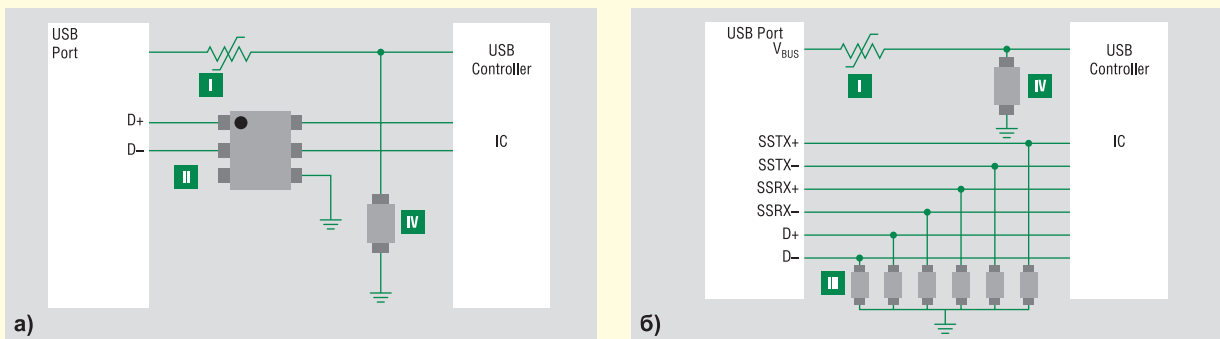 USB
Port
I
D+
D–
II
USB
Controller
IC
IV
а)
USB Port
VBUS
I
IV
USB
Controller
IC
SSTX+
SSTX–
SSRX+
SSRX–
D+
D–
III
б)